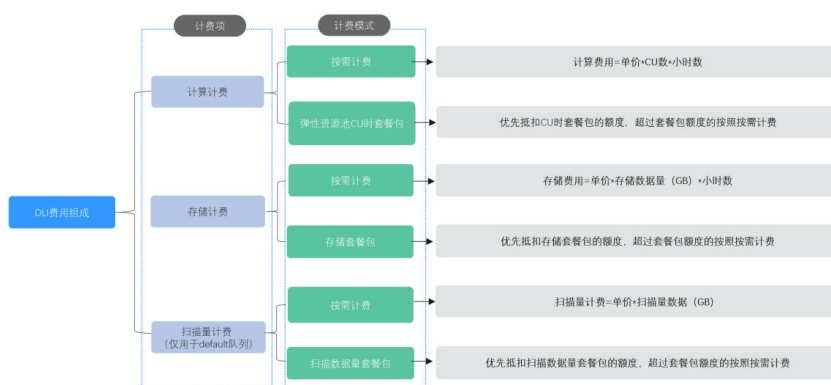 计费项
计费模式
按需计费
计算费用=单价*CU数*小时数
计算计费
弹性资源池CU时套餐包
优先抵扣CU时套餐包的额度，超过套餐包额度的按照按需计费
按需计费
存储费用=单价*存储数据量（GB）*小时数
DLI费用组成
存储计费
存储套餐包
优先抵扣存储套餐包的额度，超过套餐包额度的按照按需计费
按需计费
扫描量计费=单价*扫描量数据（GB）
扫描量计费
（仅用于default队列）
扫描数据量套餐包
优先抵扣扫描数据量套餐包的额度，超过套餐包额度的按照按需计费